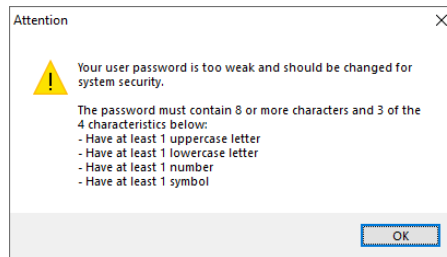 Attention
Your user password is too weak and should be changed for
system security.
The password must contain 8 or more characters and 3 of the
4 characteristics below:
- Have at least 1 uppercase letter
- Have at least 1 lowercase letter
- Have at least 1 number
- Have at least 1 symbol
OK